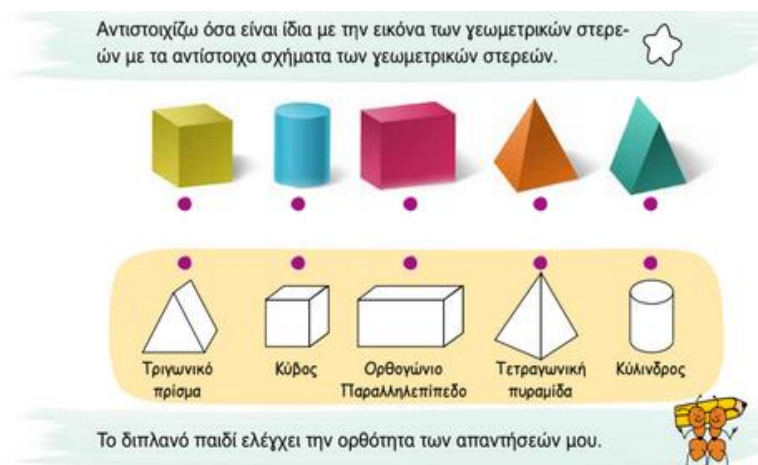 Αντιστοιχίζω όσα είναι ίδια με την εικόνα των γεωμετρικών στερε-
ών με τα αντίστοιχα σχήματα των γεωμετρικών στερεών.
Τριγωνικό
πρίσμα
Κύβος
Ορθογώνιο
Παραλληλεπίπεδο
Τετραγωνική
πυραμίδα
Κύλινδρος
Το διπλανό παιδί ελέγχει την ορθότητα των απαντήσεών μου.